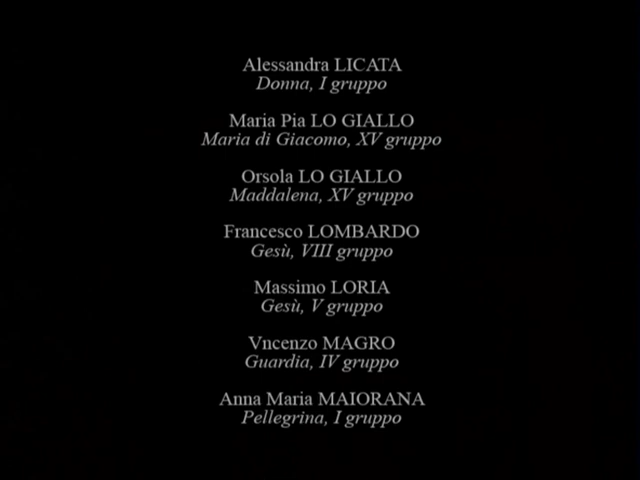 Alessandra LICATA
Donna, I gruppo
Maria Pia LO GIALLO
Maria di Giacomo, XV gruppo
Orsola LO GIALLO
Maddalena, XV gruppo
Francesco LOMBARDO
Gesù, VIII gruppo
Massimo LORIA
Gesù, V gruppo
Vncenzo MAGRO
Guardia, IV gruppo
Anna Maria MAIORANA
Pellegrina, I gruppo